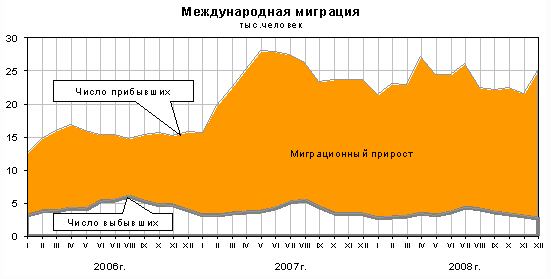 Международная миграция
тыс.человек
30
25
20
15
10
5
0
Число прибывших
Миграционный прирост
Число выбывших
I II III IV V VI VII VIII IX X XI XII I II III IV V VI VII VIII IX X XI XII I II III IV V VI VII VIII IX X XI XII
2006г. 2007г. 2008г.